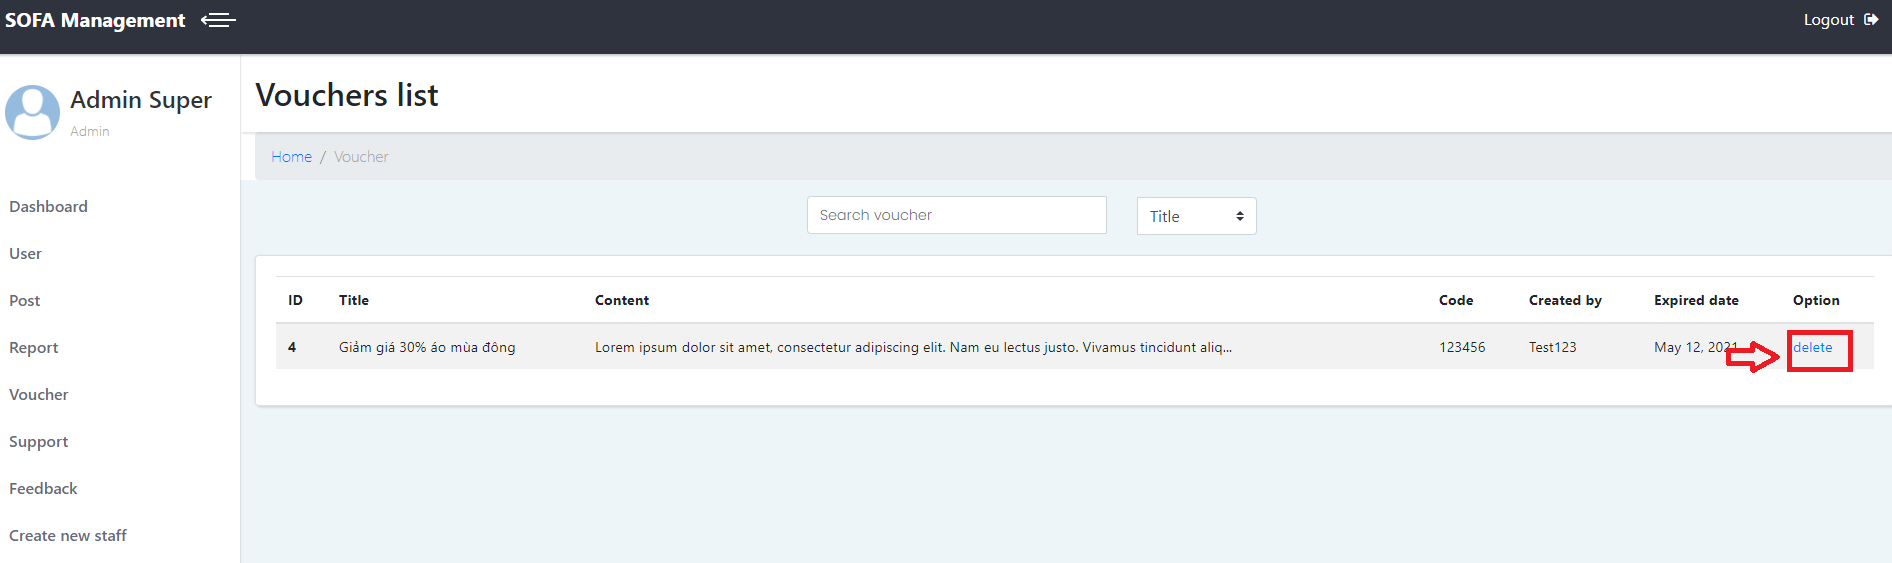 SOFA Management
Logout
Admin Super
Admin
Dashboard
User
Post
Report
Voucher
Support
Feedback
Create new staff
Vouchers list
Home / Voucher
Search voucher
Title
ID Title Content Code Created by Expired date Option
4 Giảm giá 30% áo mùa đông Lorem ipsum dolor sit amet, consectetur adipiscing elit. Nam eu lectus justo. Vivamus tincidunt aliq... 123456 Test123 May 12, 2021 delete